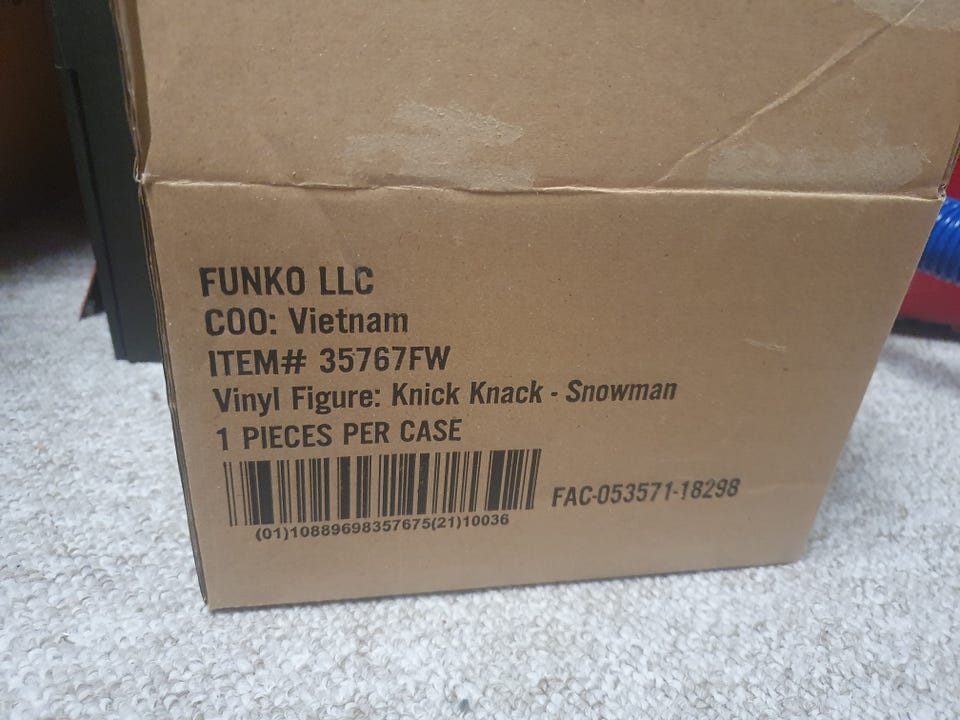 FUNKO LLC
COO: Vietnam
ITEM# 35767FW
Vinyl Figure: Knick Knack - Snowman
1 PIECES PER CASE
(01)10889698357675(21)10036
FAC-053571-18298